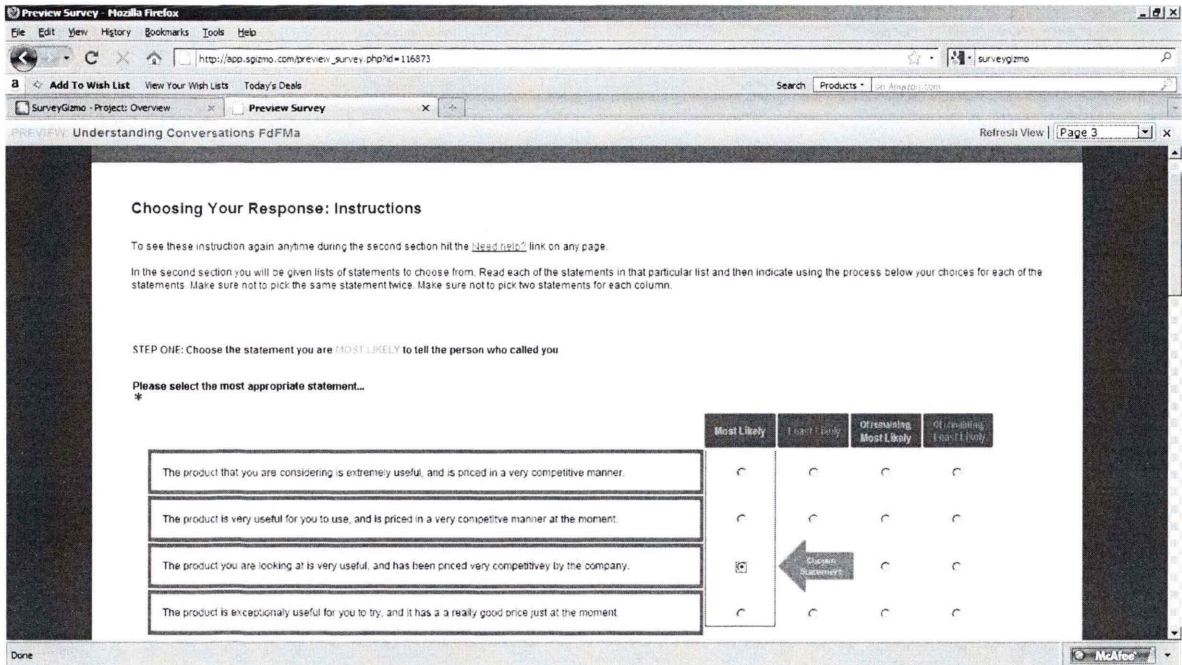 Preview Survey - Mozilla Firefox
File Edit View History Bookmarks Tools Help
http://app.sgizmo.com/preview_survey.php?id=116873
surveygizmo
a Add To Wish List View Your Wish Lists Today's Deals Search Products on Amazon.com
SurveyGizmo - Project: Overview Preview Survey
PREVIEW: Understanding Conversations FdFMa Refresh View | Page 3 x
Choosing Your Response: Instructions
To see these instruction again anytime during the second section hit the Need help? link on any page.
In the second section you will be given lists of statements to choose from. Read each of the statements in that particular list and then indicate using the process below your choices for each of the
statements. Make sure not to pick the same statement twice. Make sure not to pick two statements for each column.
STEP ONE: Choose the statement you are MOST LIKELY to tell the person who called you
Please select the most appropriate statement...
*
Most Likely Least Likely Of remaining Most Likely Of remaining Least Likely
The product that you are considering is extremely useful, and is priced in a very competitive manner.
The product is very useful for you to use, and is priced in a very competitve manner at the moment.
The product you are looking at is very useful, and has been priced very competitivey by the company.
Chosen Statement
The product is exceptionaly useful for you to try, and it has a a really good price just at the moment
Done McAfee